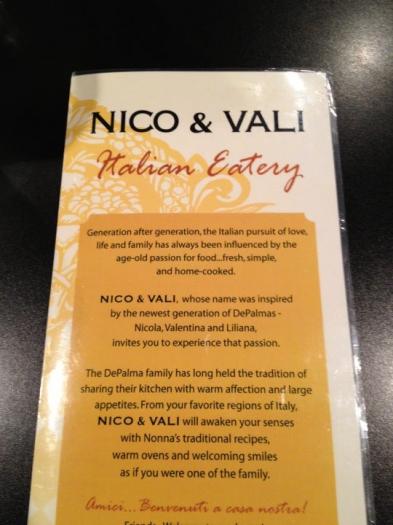 NICO & VALI
Italian Eatery
Generation after generation, the Italian pursuit of love,
life and family has always been influenced by the
age-old passion for food...fresh, simple,
and home-cooked.
NICO & VALI, whose name was inspired
by the newest generation of DePalmas -
Nicola, Valentina and Liliana,
invites you to experience that passion.
The DePalma family has long held the tradition of
sharing their kitchen with warm affection and large
appetites. From your favorite regions of Italy,
NICO & VALI will awaken your senses
with Nonna's traditional recipes,
warm ovens and welcoming smiles
as if you were one of the family.
Amici... Benvenuti a casa nostra!